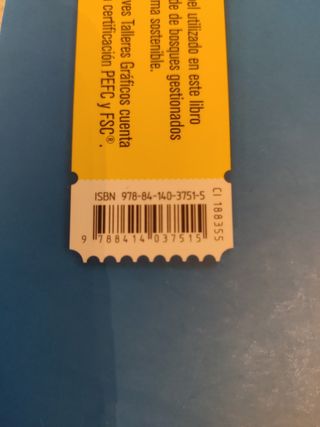 el utilizado en este libro
de de bosques gestionados
ma sostenible.
ves Talleres Gráficos cuenta
certificación PEFC y FSC®.
ISBN 978-84-140-3751-5
9 788414 037515
CI 188355